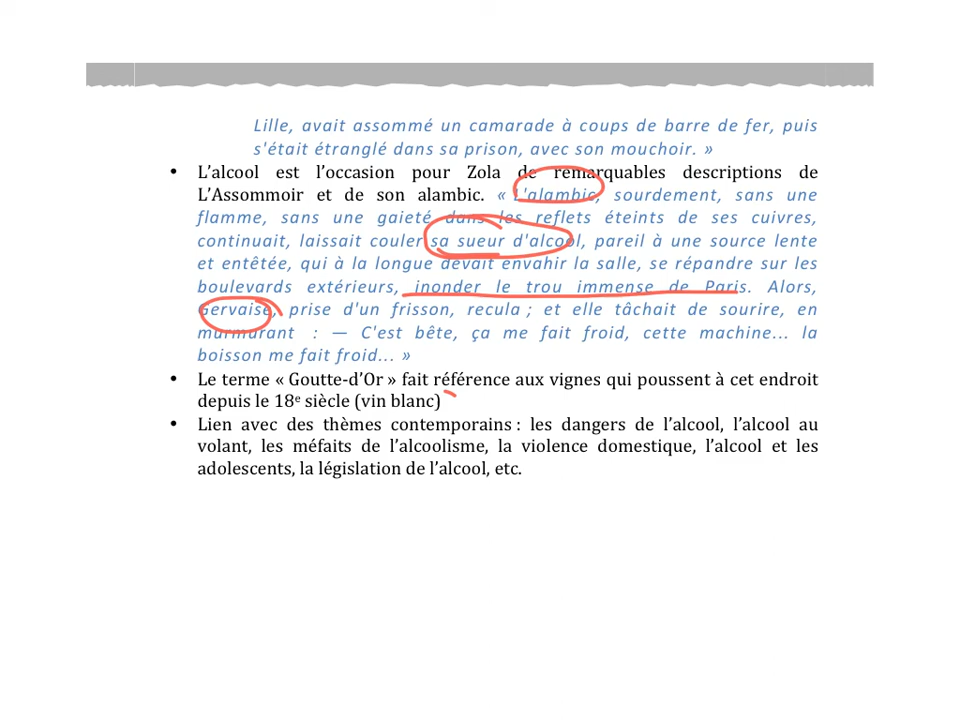 Lille, avait assommé un camarade à coups de barre de fer, puis
s'était étranglé dans sa prison, avec son mouchoir. »
• L’alcool est l’occasion pour Zola de remarquables descriptions de
L’Assommoir et de son alambic. « L'alambic, sourdement, sans une
flamme, sans une gaieté dans les reflets éteints de ses cuivres,
continuait, laissait couler sa sueur d'alcool, pareil à une source lente
et entêtée, qui à la longue devait envahir la salle, se répandre sur les
boulevards extérieurs, inonder le trou immense de Paris. Alors,
Gervaise, prise d'un frisson, recula ; et elle tâchait de sourire, en
murmurant : — C'est bête, ça me fait froid, cette machine... la
boisson me fait froid... »
• Le terme « Goutte-d’Or » fait référence aux vignes qui poussent à cet endroit
depuis le 18e siècle (vin blanc)
• Lien avec des thèmes contemporains : les dangers de l’alcool, l’alcool au
volant, les méfaits de l’alcoolisme, la violence domestique, l’alcool et les
adolescents, la législation de l’alcool, etc.